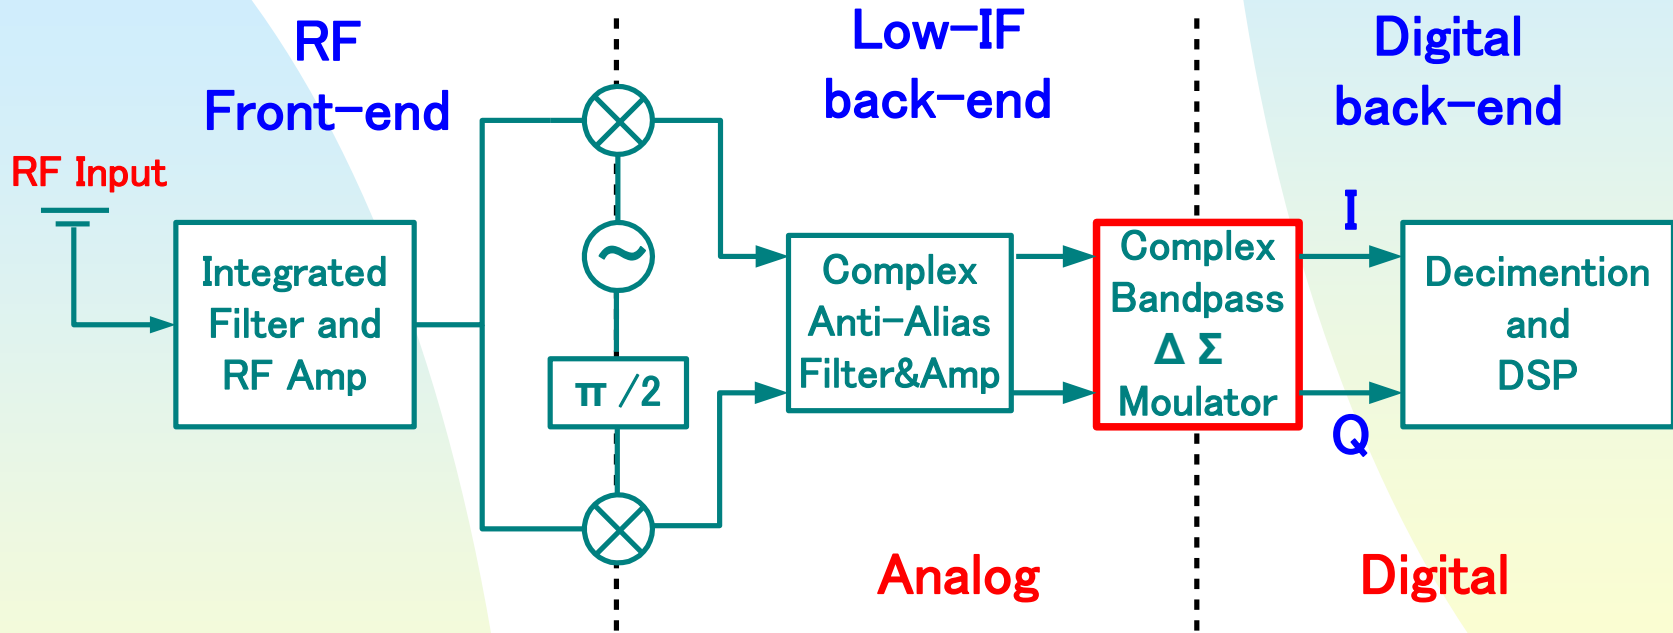 RF
Front-end
Low-IF
back-end
Digital
back-end
RF Input
Integrated
Filter and
RF Amp
~
π /2
Complex
Anti-Alias
Filter&Amp
Complex
Bandpass
Δ Σ
Moulator
I
Q
Decimention
and
DSP
Analog
Digital